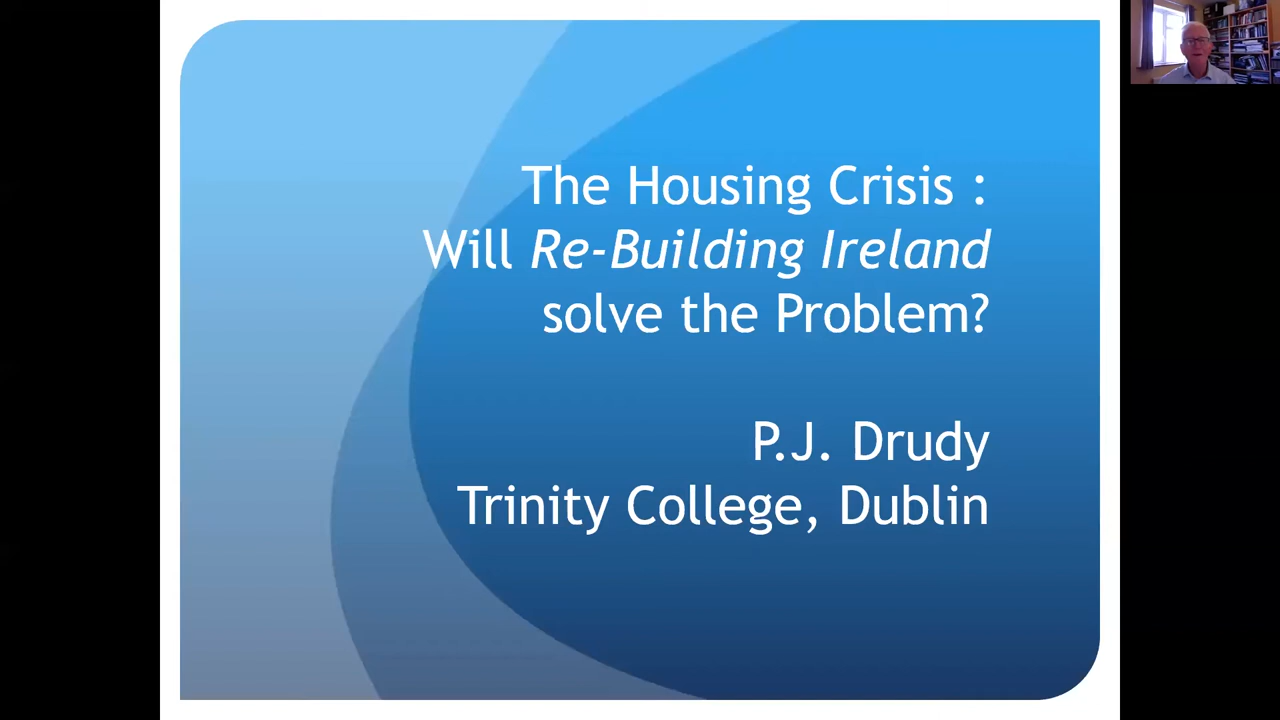 The Housing Crisis :
Will Re-Building Ireland
solve the Problem?
P.J. Drudy
Trinity College, Dublin